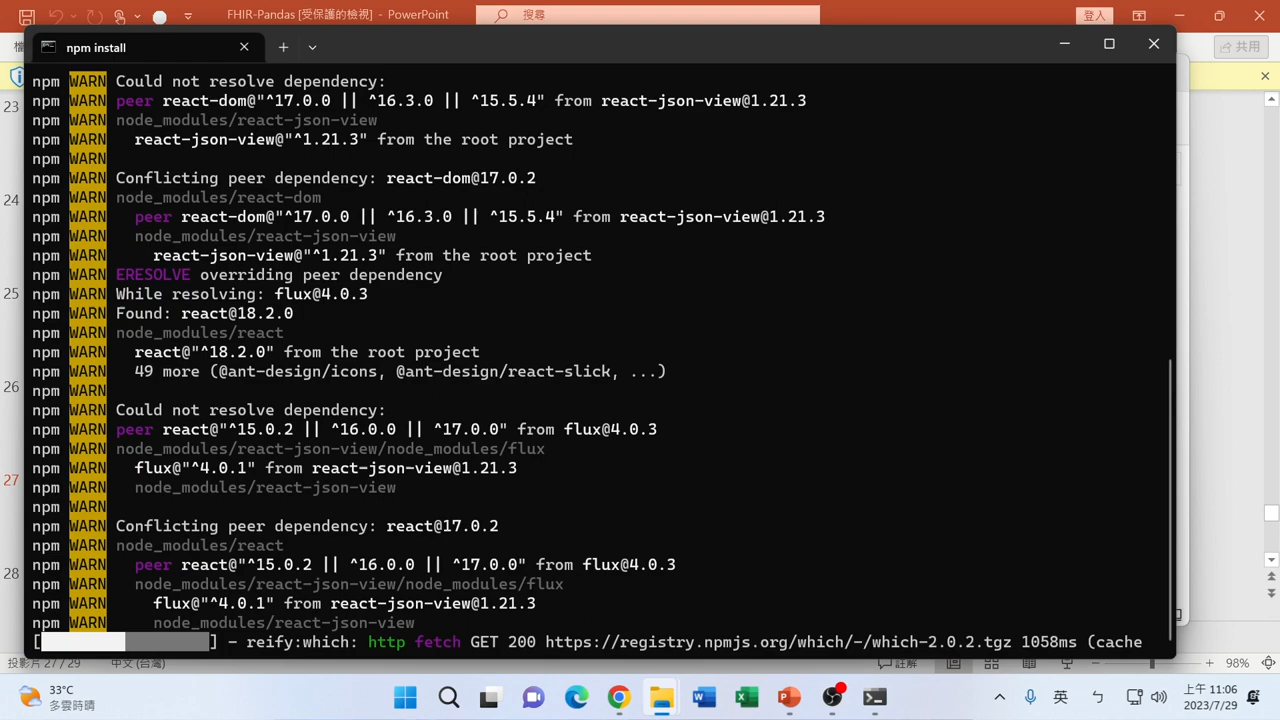 FHIR-Pandas [受保護的檢視] - PowerPoint
搜尋
登入
npm install
檔
共用
npm WARN Could not resolve dependency:
npm WARN peer react-dom@"^17.0.0 || ^16.3.0 || ^15.5.4" from react-json-view@1.21.3
npm WARN node_modules/react-json-view
npm WARN   react-json-view@"^1.21.3" from the root project
npm WARN
npm WARN Conflicting peer dependency: react-dom@17.0.2
npm WARN node_modules/react-dom
npm WARN   peer react-dom@"^17.0.0 || ^16.3.0 || ^15.5.4" from react-json-view@1.21.3
npm WARN   node_modules/react-json-view
npm WARN     react-json-view@"^1.21.3" from the root project
npm WARN ERESOLVE overriding peer dependency
npm WARN While resolving: flux@4.0.3
npm WARN Found: react@18.2.0
npm WARN node_modules/react
npm WARN   react@"^18.2.0" from the root project
npm WARN   49 more (@ant-design/icons, @ant-design/react-slick, ...)
npm WARN
npm WARN Could not resolve dependency:
npm WARN peer react@"^15.0.2 || ^16.0.0 || ^17.0.0" from flux@4.0.3
npm WARN node_modules/react-json-view/node_modules/flux
npm WARN   flux@"^4.0.1" from react-json-view@1.21.3
npm WARN   node_modules/react-json-view
npm WARN
npm WARN Conflicting peer dependency: react@17.0.2
npm WARN node_modules/react
npm WARN   peer react@"^15.0.2 || ^16.0.0 || ^17.0.0" from flux@4.0.3
npm WARN   node_modules/react-json-view/node_modules/flux
npm WARN     flux@"^4.0.1" from react-json-view@1.21.3
npm WARN     node_modules/react-json-view
[ ] - reify:which: http fetch GET 200 https://registry.npmjs.org/which/-/which-2.0.2.tgz 1058ms (cache
23
24
25
26
27
28
投影片 27 / 29
中文 (台灣)
註解
98%
33°C
多雲時晴
英
ㄅ
上午 11:06
2023/7/29